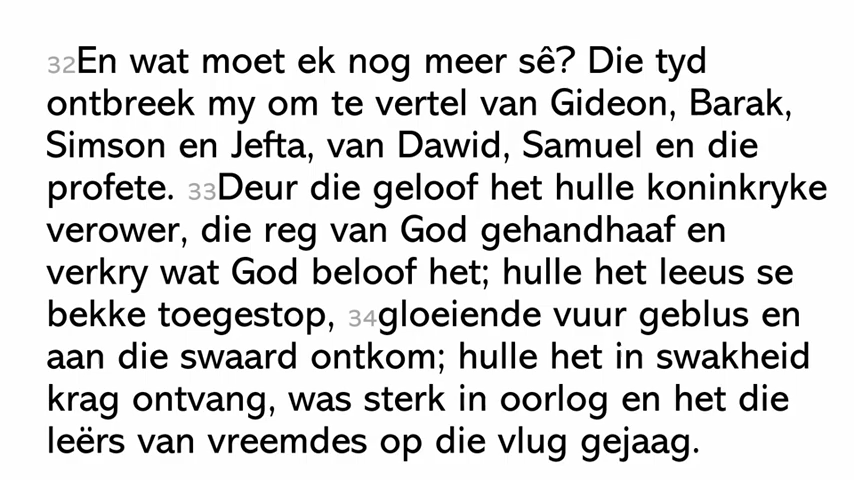 32En wat moet ek nog meer sê? Die tyd
ontbreek my om te vertel van Gideon, Barak,
Simson en Jefta, van Dawid, Samuel en die
profete. 33Deur die geloof het hulle koninkryke
verower, die reg van God gehandhaaf en
verkry wat God beloof het; hulle het leeus se
bekke toegestop, 34gloeiende vuur geblus en
aan die swaard ontkom; hulle het in swakheid
krag ontvang, was sterk in oorlog en het die
leërs van vreemdes op die vlug gejaag.